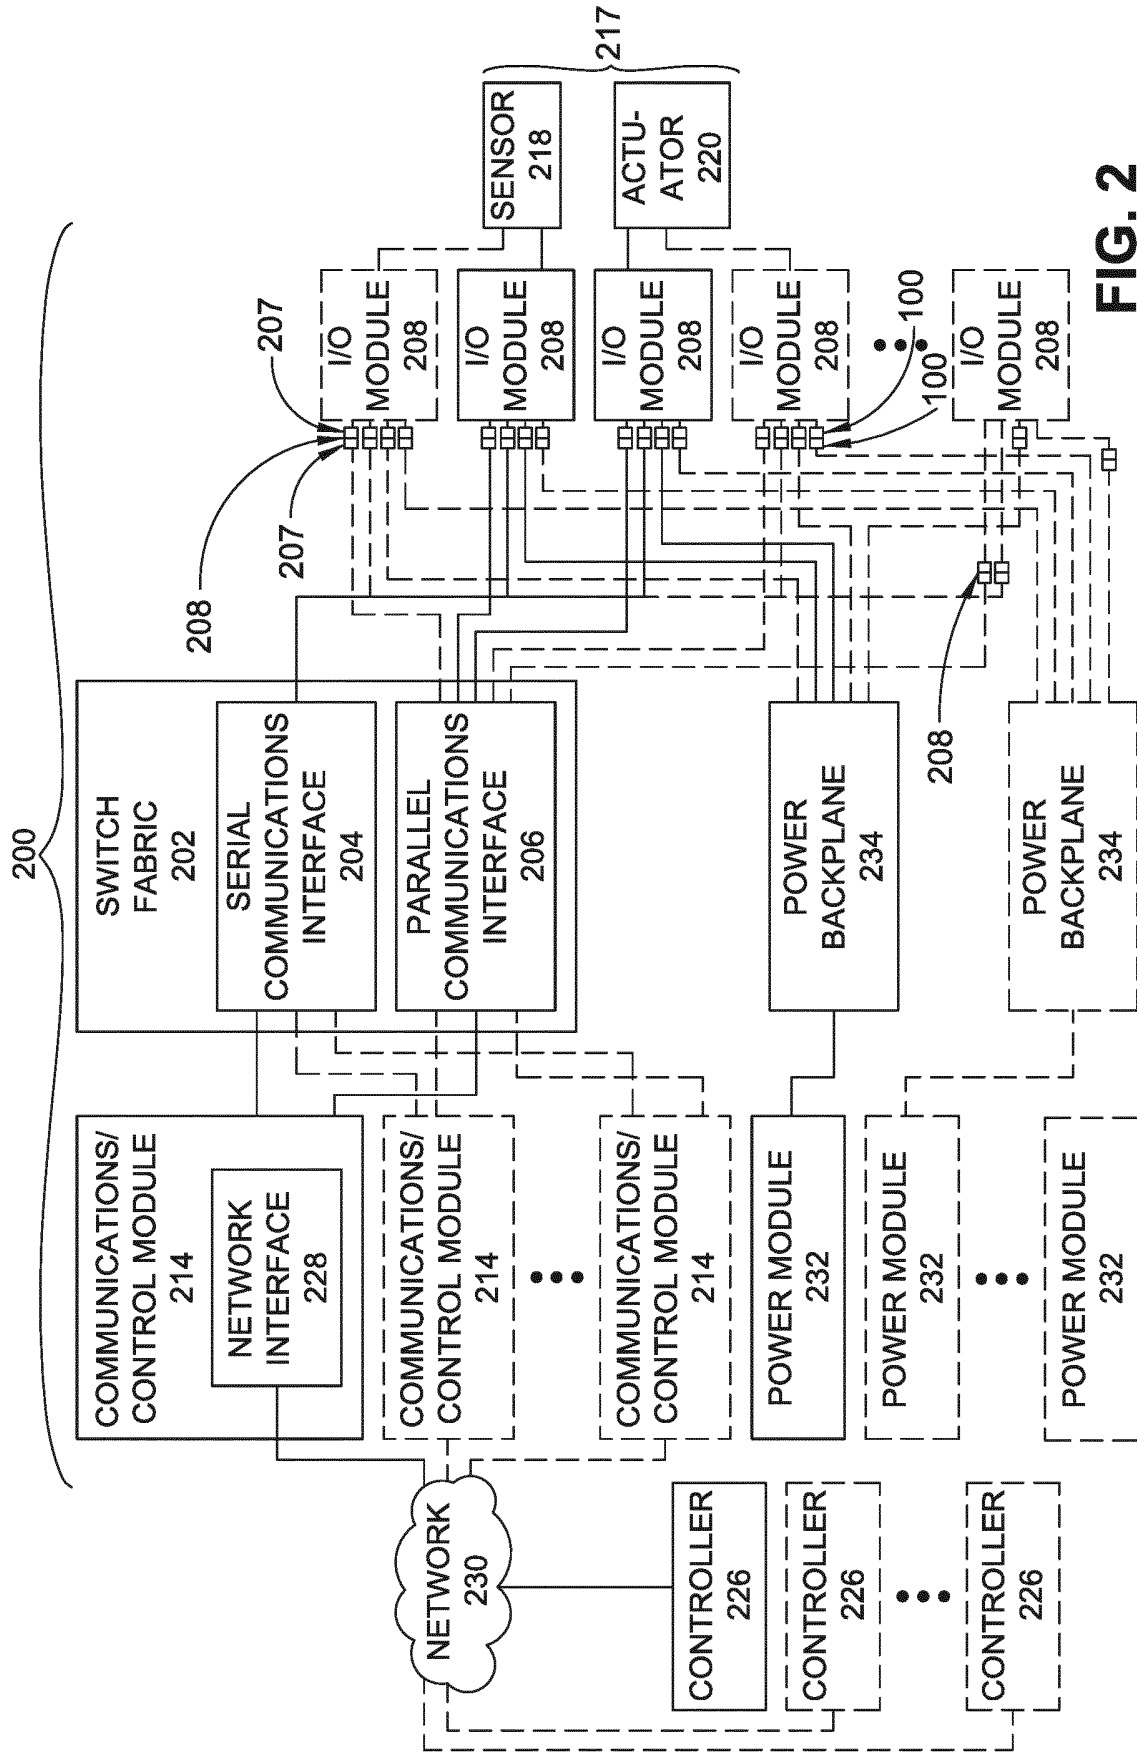 200
SWITCH
FABRIC
202
SERIAL
COMMUNICATIONS
INTERFACE
204
PARALLEL
COMMUNICATIONS
INTERFACE
206
COMMUNICATIONS/
CONTROL MODULE
214
NETWORK
INTERFACE
228
COMMUNICATIONS/
CONTROL MODULE
214
COMMUNICATIONS/
CONTROL MODULE
214
NETWORK
230
CONTROLLER
226
CONTROLLER
226
CONTROLLER
226
POWER MODULE
232
POWER MODULE
232
POWER MODULE
232
POWER
BACKPLANE
234
POWER
BACKPLANE
234
208
207
207
208
I/O
MODULE
208
I/O
MODULE
208
I/O
MODULE
208
I/O
MODULE
208
I/O
MODULE
208
100
100
SENSOR
218
ACTU-
ATOR
220
217
FIG. 2